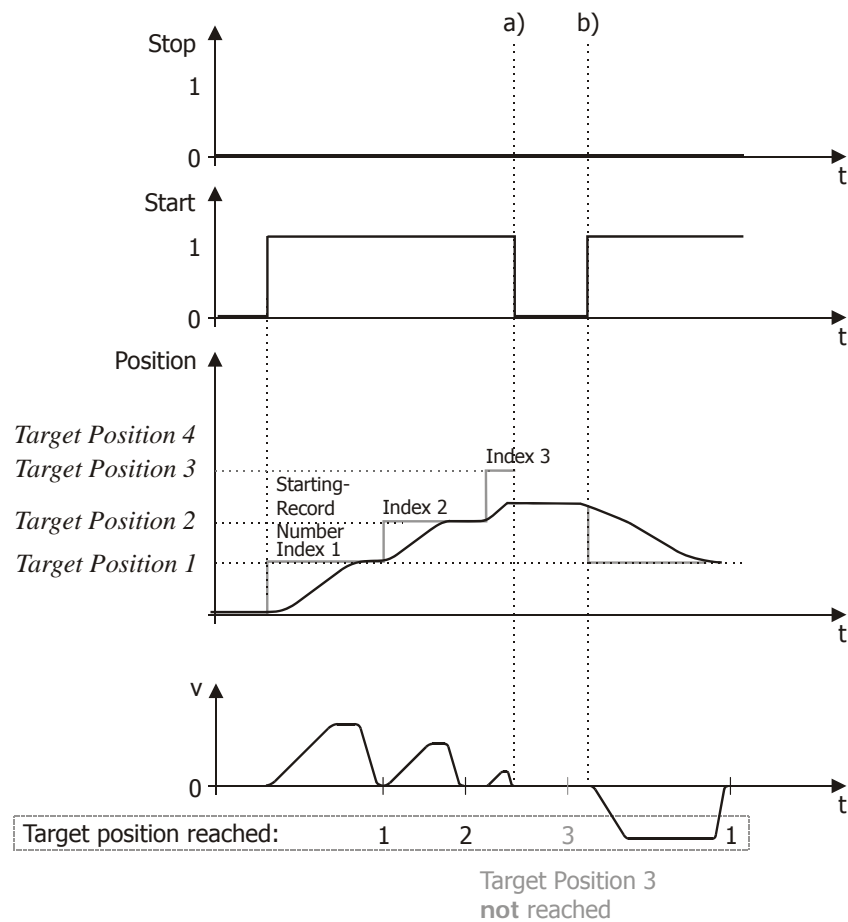 a) b)
Stop
1
0
t
Start
1
0
t
Position
Target Position 4
Target Position 3
Index 3
Starting-
Record
Number
Index 1
Index 2
Target Position 2
Target Position 1
t
v
0
t
Target position reached: 1 2 3 1
Target Position 3
not reached